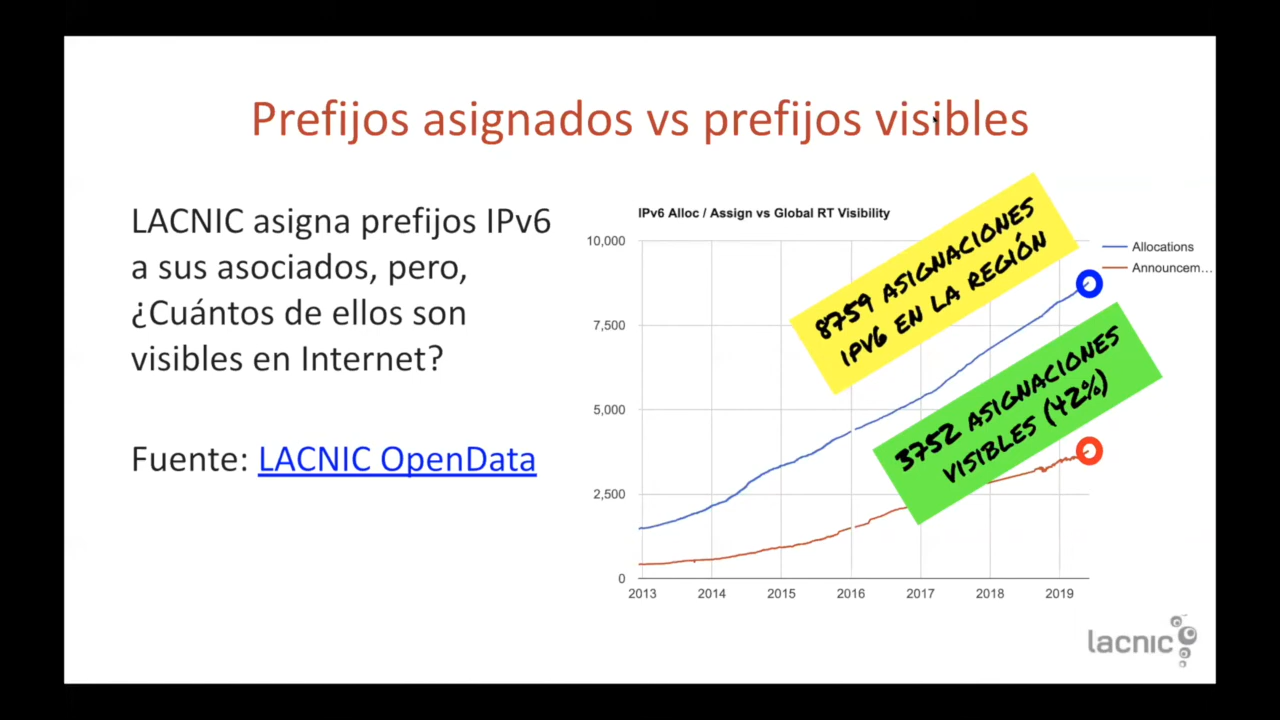 Prefijos asignados vs prefijos visibles
LACNIC asigna prefijos IPv6
a sus asociados, pero,
¿Cuántos de ellos son
visibles en Internet?
Fuente: LACNIC OpenData
IPv6 Alloc / Assign vs Global RT Visibility
10,000
7,500
5,000
2,500
0
2013 2014 2015 2016 2017 2018 2019
Allocations
Announcem...
8759 ASIGNACIONES
IPV6 EN LA REGIÓN
3752 ASIGNACIONES
VISIBLES (42%)
lacnic